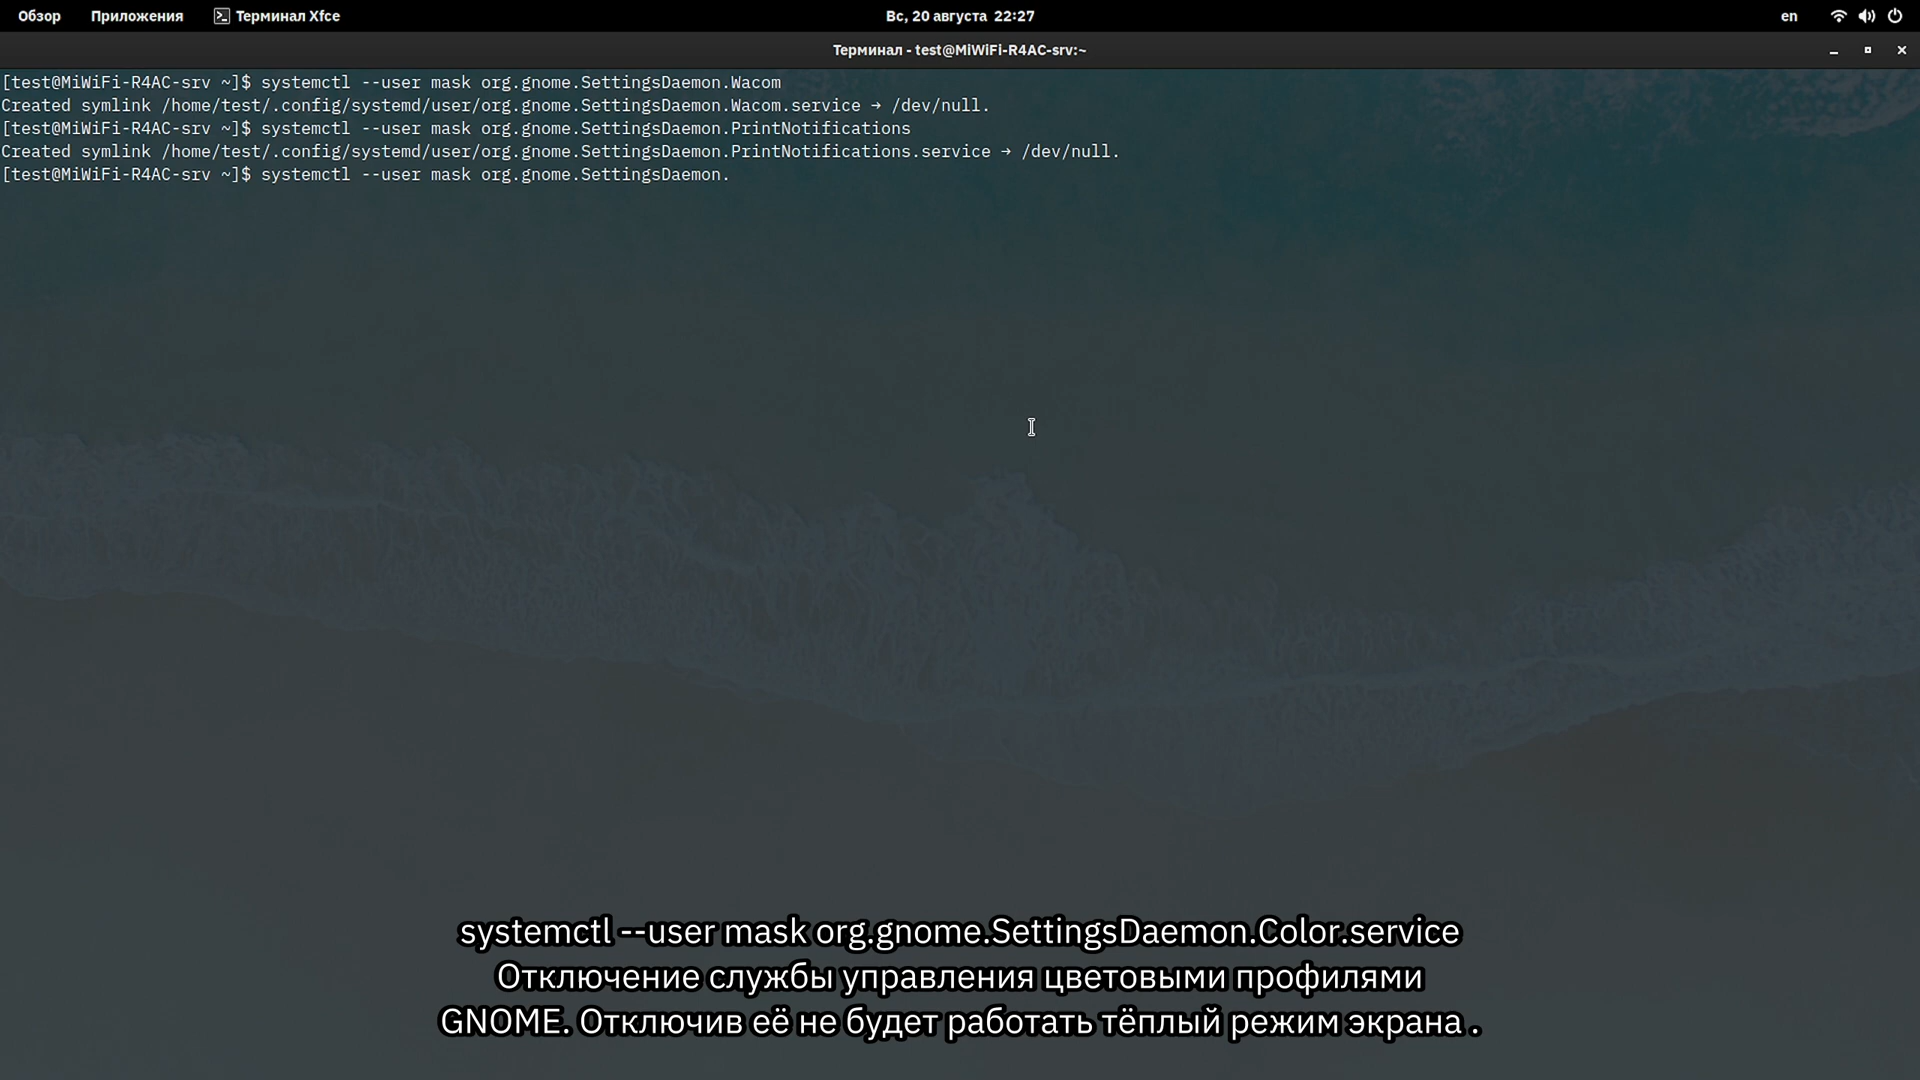 Обзор Приложения Терминал Xfce Вс, 20 августа 22:27 en
Терминал - test@MiWiFi-R4AC-srv:~
[test@MiWiFi-R4AC-srv ~]$ systemctl --user mask org.gnome.SettingsDaemon.Wacom
Created symlink /home/test/.config/systemd/user/org.gnome.SettingsDaemon.Wacom.service → /dev/null.
[test@MiWiFi-R4AC-srv ~]$ systemctl --user mask org.gnome.SettingsDaemon.PrintNotifications
Created symlink /home/test/.config/systemd/user/org.gnome.SettingsDaemon.PrintNotifications.service → /dev/null.
[test@MiWiFi-R4AC-srv ~]$ systemctl --user mask org.gnome.SettingsDaemon.
systemctl --user mask org.gnome.SettingsDaemon.Color.service
Отключение службы управления цветовыми профилями
GNOME. Отключив её не будет работать тёплый режим экрана .